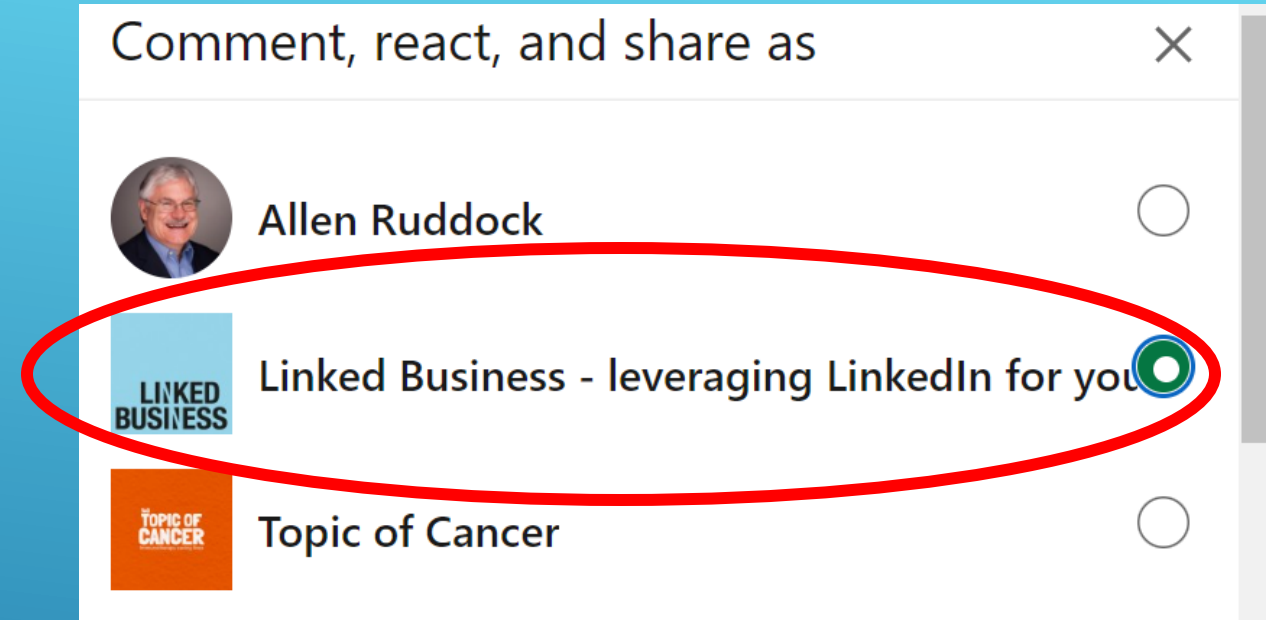 Comment, react, and share as
Allen Ruddock
LINKED
BUSINESS
Linked Business - leveraging LinkedIn for you
TOPIC OF
CANCER
Topic of Cancer